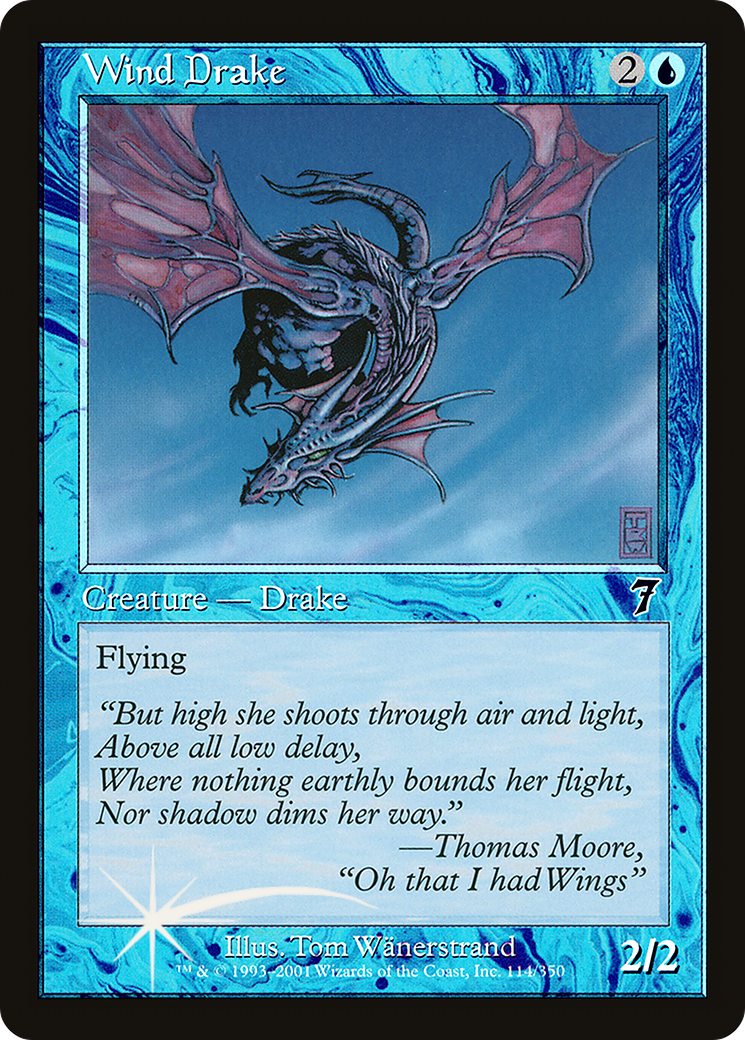 Wind Drake 2
Creature — Drake 7
Flying
“But high she shoots through air and light,
Above all low delay,
Where nothing earthly bounds her flight,
Nor shadow dims her way.”
—Thomas Moore,
“Oh that I had Wings”
Illus. Tom Wänerstrand
™ & © 1993–2001 Wizards of the Coast, Inc. 114/350
2/2